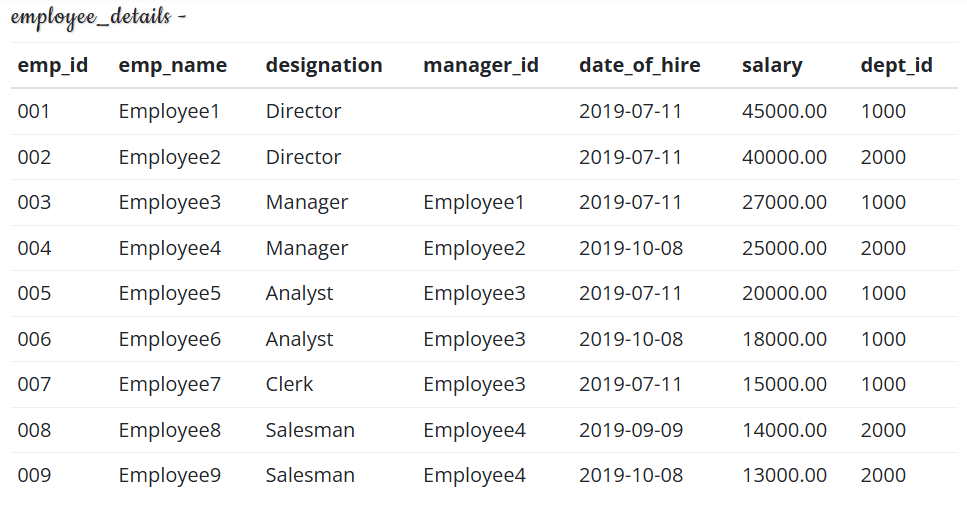 employee_details -
emp_id emp_name designation manager_id date_of_hire salary dept_id
001 Employee1 Director 2019-07-11 45000.00 1000
002 Employee2 Director 2019-07-11 40000.00 2000
003 Employee3 Manager Employee1 2019-07-11 27000.00 1000
004 Employee4 Manager Employee2 2019-10-08 25000.00 2000
005 Employee5 Analyst Employee3 2019-07-11 20000.00 1000
006 Employee6 Analyst Employee3 2019-10-08 18000.00 1000
007 Employee7 Clerk Employee3 2019-07-11 15000.00 1000
008 Employee8 Salesman Employee4 2019-09-09 14000.00 2000
009 Employee9 Salesman Employee4 2019-10-08 13000.00 2000